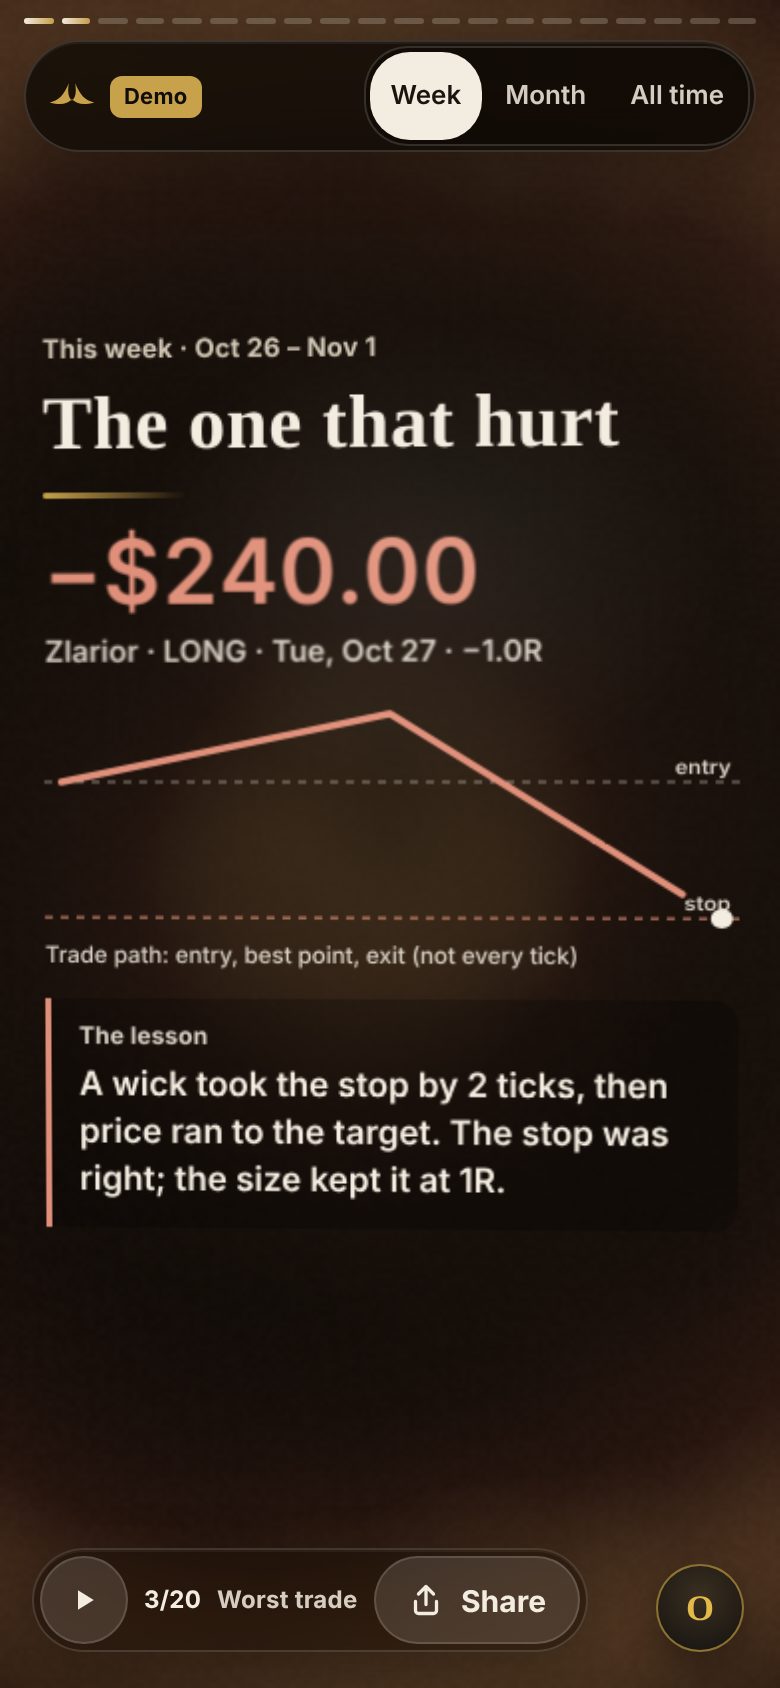 Demo
Week
Month
All time
This week · Oct 26 – Nov 1
The one that hurt
−$240.00
Zlarior · LONG · Tue, Oct 27 · −1.0R
entry
stop
Trade path: entry, best point, exit (not every tick)
The lesson
A wick took the stop by 2 ticks, then
price ran to the target. The stop was
right; the size kept it at 1R.
3/20 Worst trade
Share
O